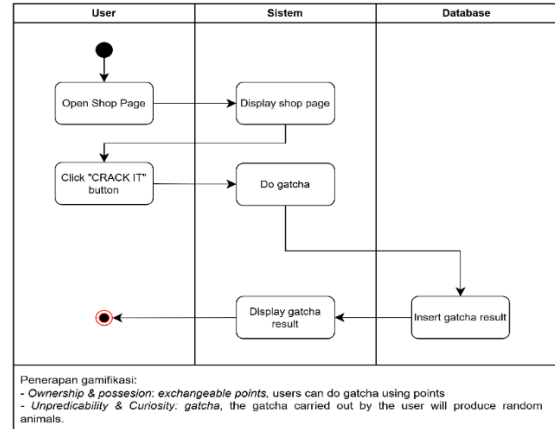 User
Sistem
Database
Open Shop Page
Display shop page
Click "CRACK IT"
button
Do gatcha
Display gatcha
result
Insert gatcha result
Penerapan gamifikasi:
- Ownership & possesion: exchangeable points, users can do gatcha using points
- Unpredicability & Curiosity: gatcha, the gatcha carried out by the user will produce random
animals.